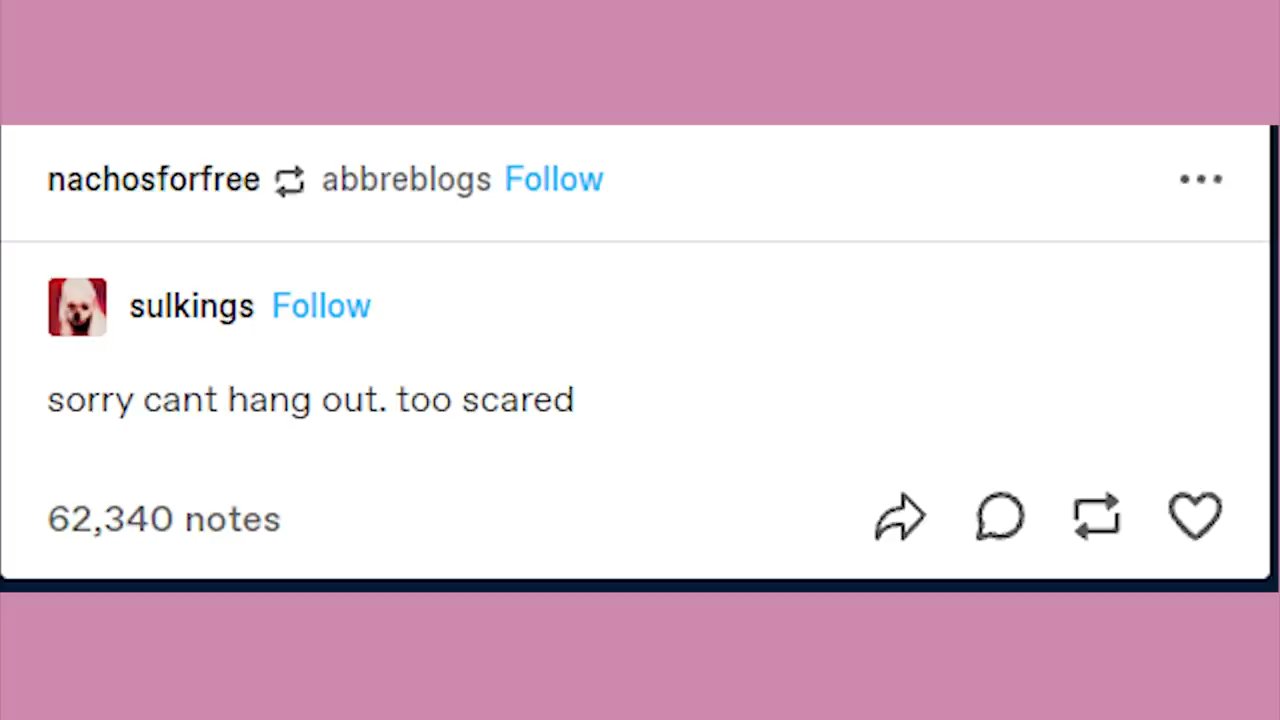 nachosforfree abbreblogs Follow
sulkings Follow
sorry cant hang out. too scared
62,340 notes